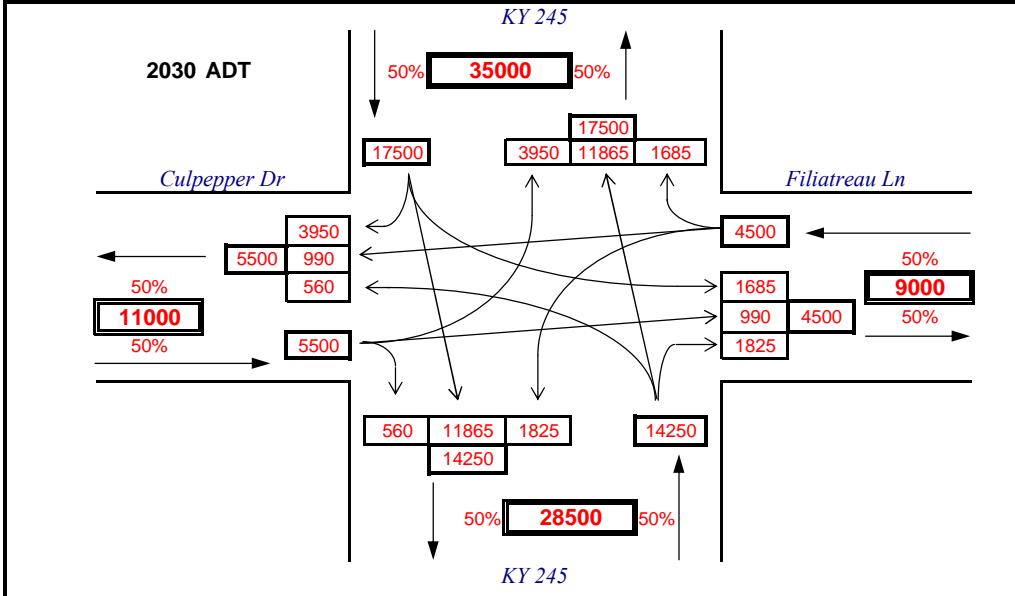 KY 245
2030 ADT
50% 35000 50%
17500
17500 3950 11865 1685
Culpepper Dr Filiatreau Ln
3950 4500
5500 990 50%
50% 560 1685 9000
11000 990 4500 50%
50% 5500 1825
560 11865 1825 14250
14250
50% 28500 50%
KY 245